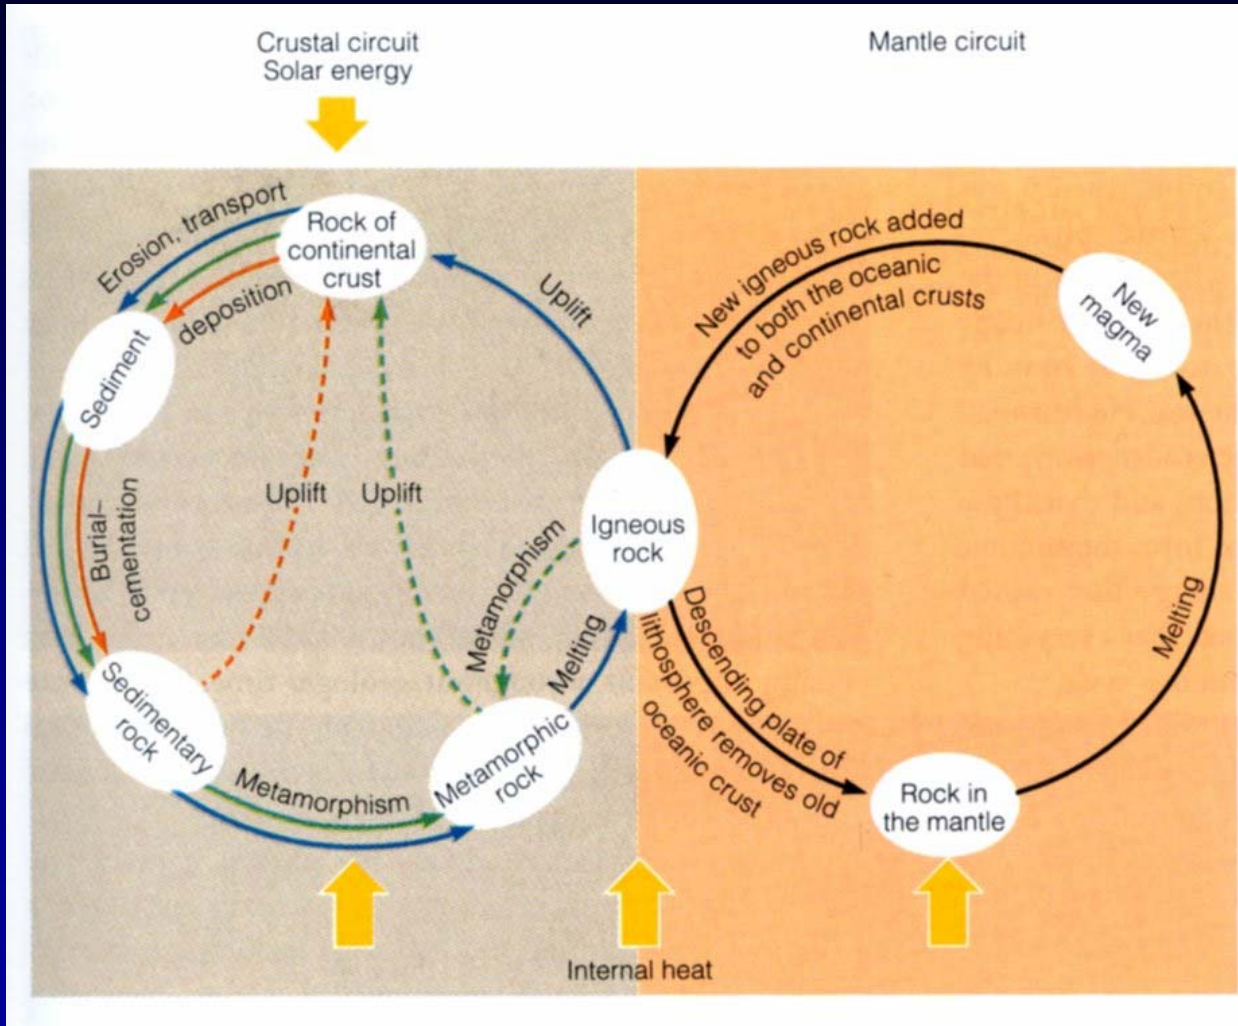 Crustal circuit
Solar energy
Mantle circuit
Erosion, transport
deposition
Rock of
continental
crust
Uplift
New igneous rock added
to both the oceanic
and continental crusts
New
magma
Sediment
Burial–
cementation
Uplift
Uplift
Metamorphism
Igneous
rock
Melting
Descending plate of
lithosphere removes old
oceanic crust
Melting
Sedimentary
rock
Metamorphism
Metamorphic
rock
Rock in
the mantle
Internal heat